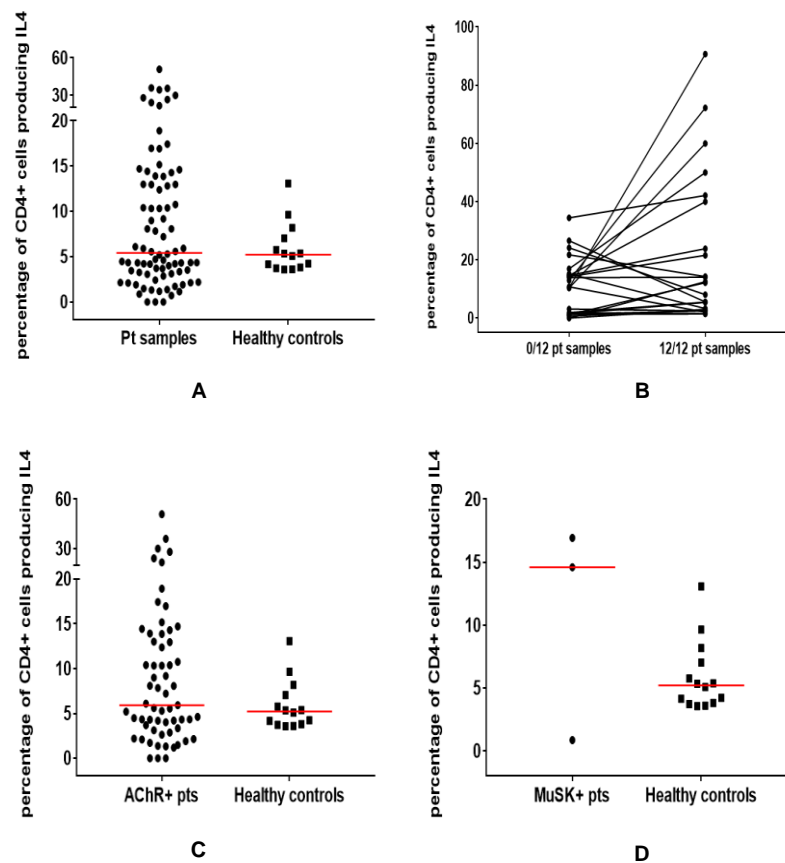 percentage of CD4+ cells producing IL4
60
30
20
15
10
5
0
Pt samples
Healthy controls
A
percentage of CD4+ cells producing IL4
100
80
60
40
20
0
0/12 pt samples
12/12 pt samples
B
percentage of CD4+ cells producing IL4
60
30
20
15
10
5
0
AChR+ pts
Healthy controls
C
percentage of CD4+ cells producing IL4
20
15
10
5
0
MuSK+ pts
Healthy controls
D